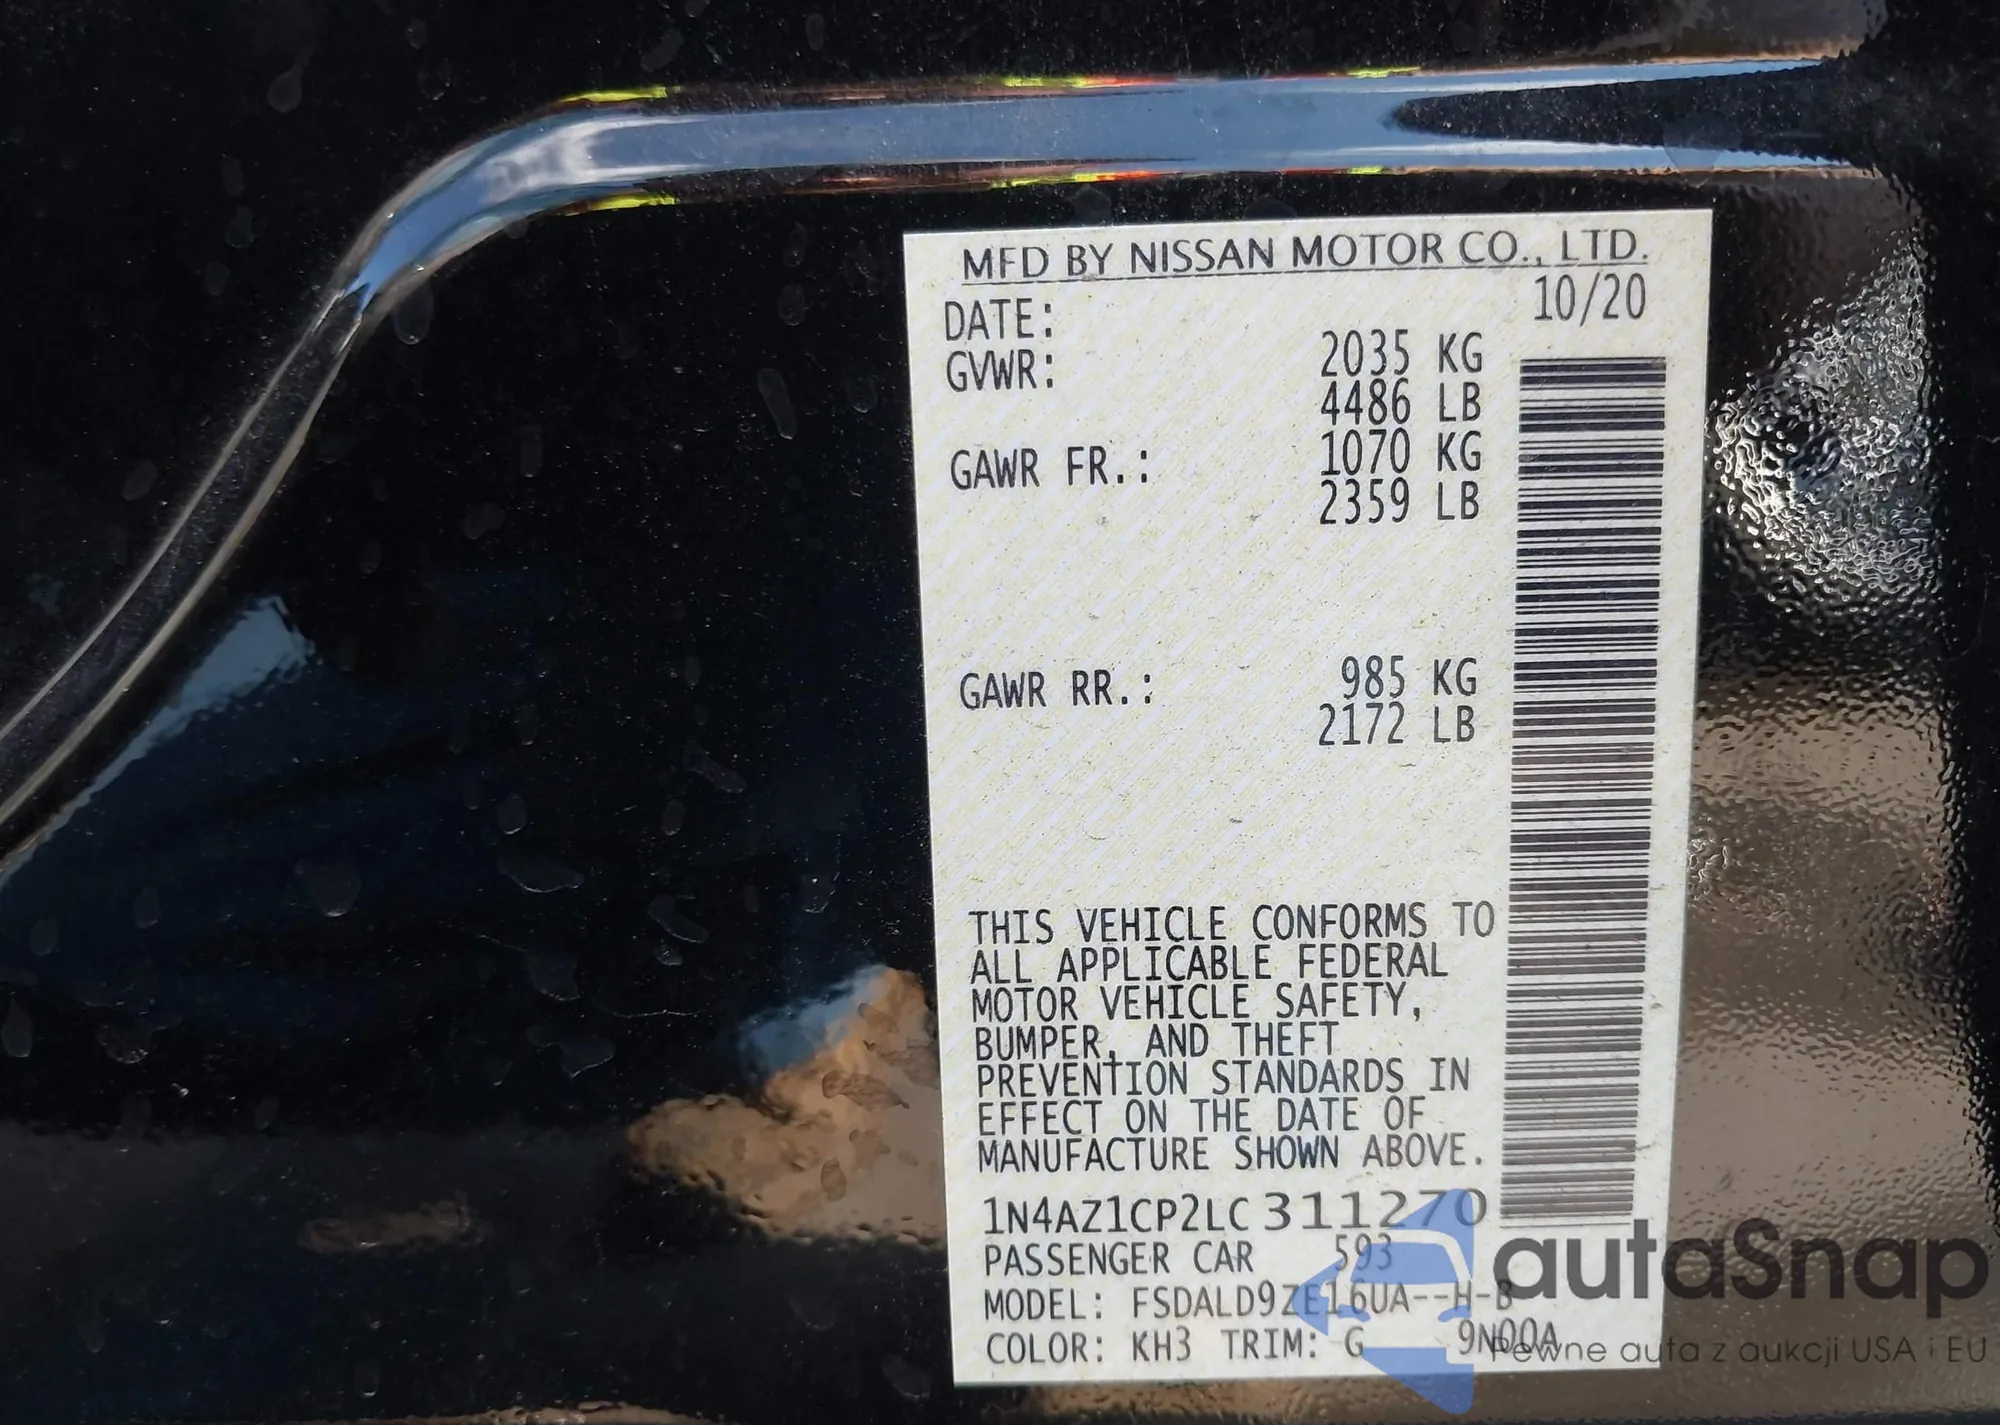 MFD BY NISSAN MOTOR CO., LTD.
DATE: 10/20
GVWR: 2035 KG
4486 LB
GAWR FR.: 1070 KG
2359 LB
GAWR RR.: 985 KG
2172 LB
THIS VEHICLE CONFORMS TO
ALL APPLICABLE FEDERAL
MOTOR VEHICLE SAFETY,
BUMPER, AND THEFT
PREVENTION STANDARDS IN
EFFECT ON THE DATE OF
MANUFACTURE SHOWN ABOVE.
1N4AZ1CP2LC311270
PASSENGER CAR 593
MODEL: FSDALD9ZE16UA--H-B
COLOR: KH3 TRIM: G 9N00A
autaSnap
Pewne auta z aukcji USA i EU